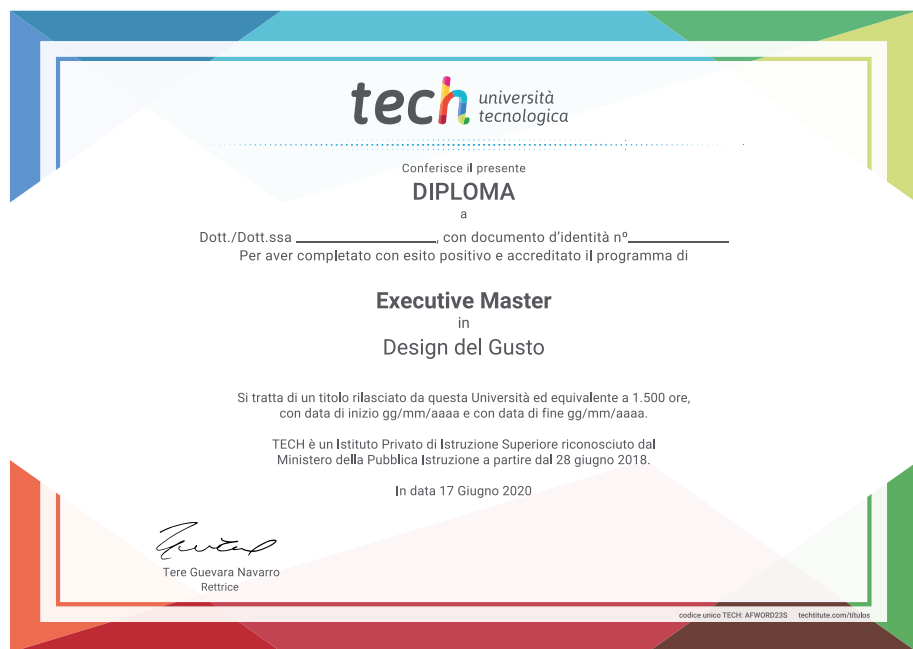 tech università
tecnologica
Conferisce il presente
DIPLOMA
a
Dott./Dott.ssa ________________, con documento d'identità nº____________
Per aver completato con esito positivo e accreditato il programma di
Executive Master
in
Design del Gusto
Si tratta di un titolo rilasciato da questa Università ed equivalente a 1.500 ore,
con data di inizio gg/mm/aaaa e con data di fine gg/mm/aaaa.
TECH è un Istituto Privato di Istruzione Superiore riconosciuto dal
Ministero della Pubblica Istruzione a partire dal 28 giugno 2018.
In data 17 Giugno 2020
Tere Guevara Navarro
Rettrice
codice unico TECH: AFWORD23S techtitute.com/titulos